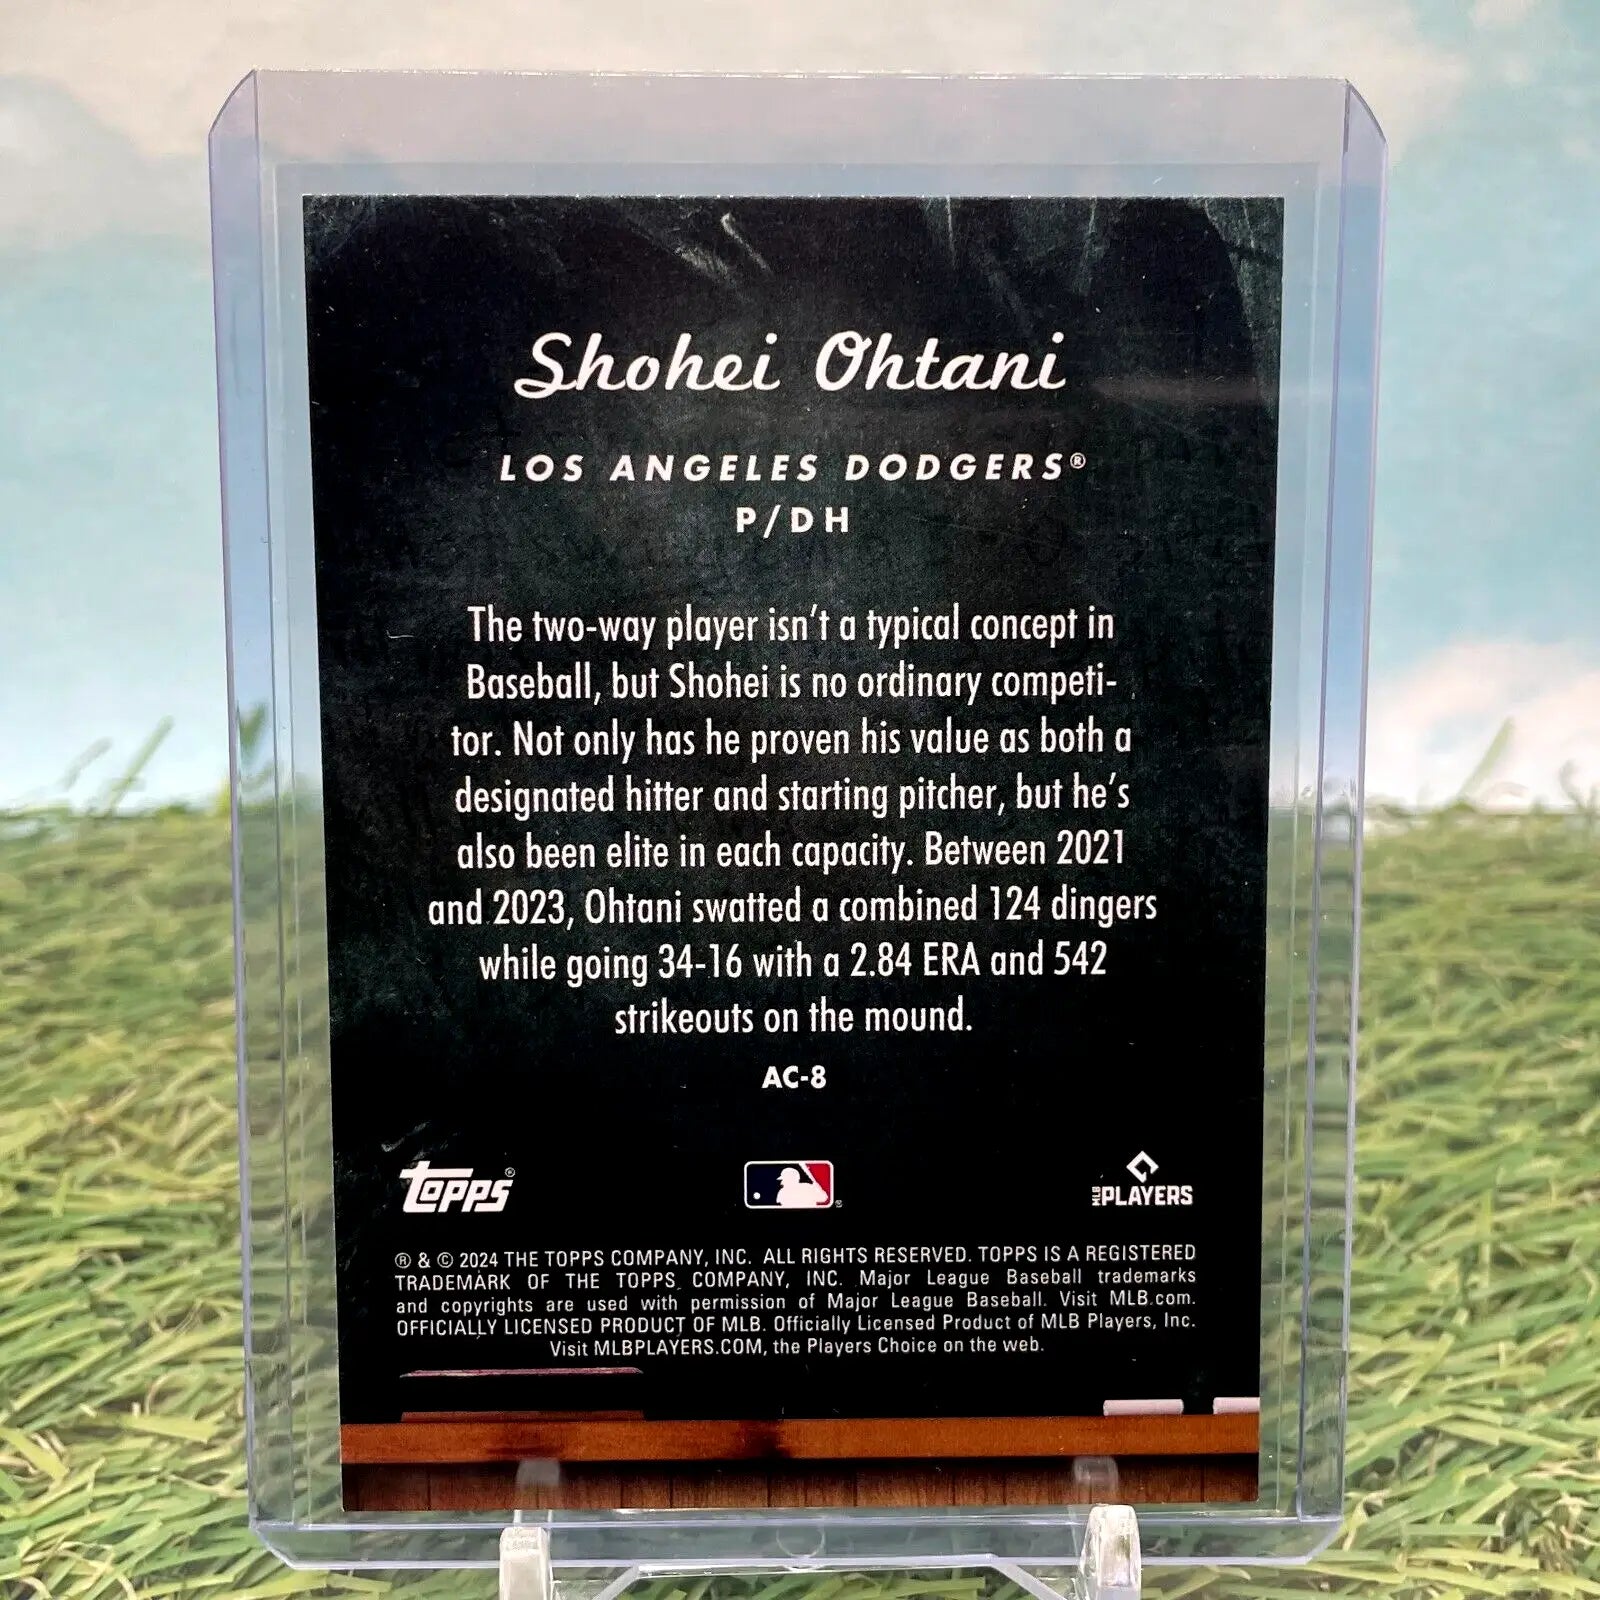 Shohei Ohtani
LOS ANGELES DODGERS®
P/DH
The two-way player isn't a typical concept in
Baseball, but Shohei is no ordinary competi-
tor. Not only has he proven his value as both a
designated hitter and starting pitcher, but he's
also been elite in each capacity. Between 2021
and 2023, Ohtani swatted a combined 124 dingers
while going 34-16 with a 2.84 ERA and 542
strikeouts on the mound.
AC-8
Topps®
MLB PLAYERS
® & © 2024 THE TOPPS COMPANY, INC. ALL RIGHTS RESERVED. TOPPS IS A REGISTERED
TRADEMARK OF THE TOPPS COMPANY, INC. Major League Baseball trademarks
and copyrights are used with permission of Major League Baseball. Visit MLB.com.
OFFICIALLY LICENSED PRODUCT OF MLB. Officially Licensed Product of MLB Players, Inc.
Visit MLBPLAYERS.COM, the Players Choice on the web.